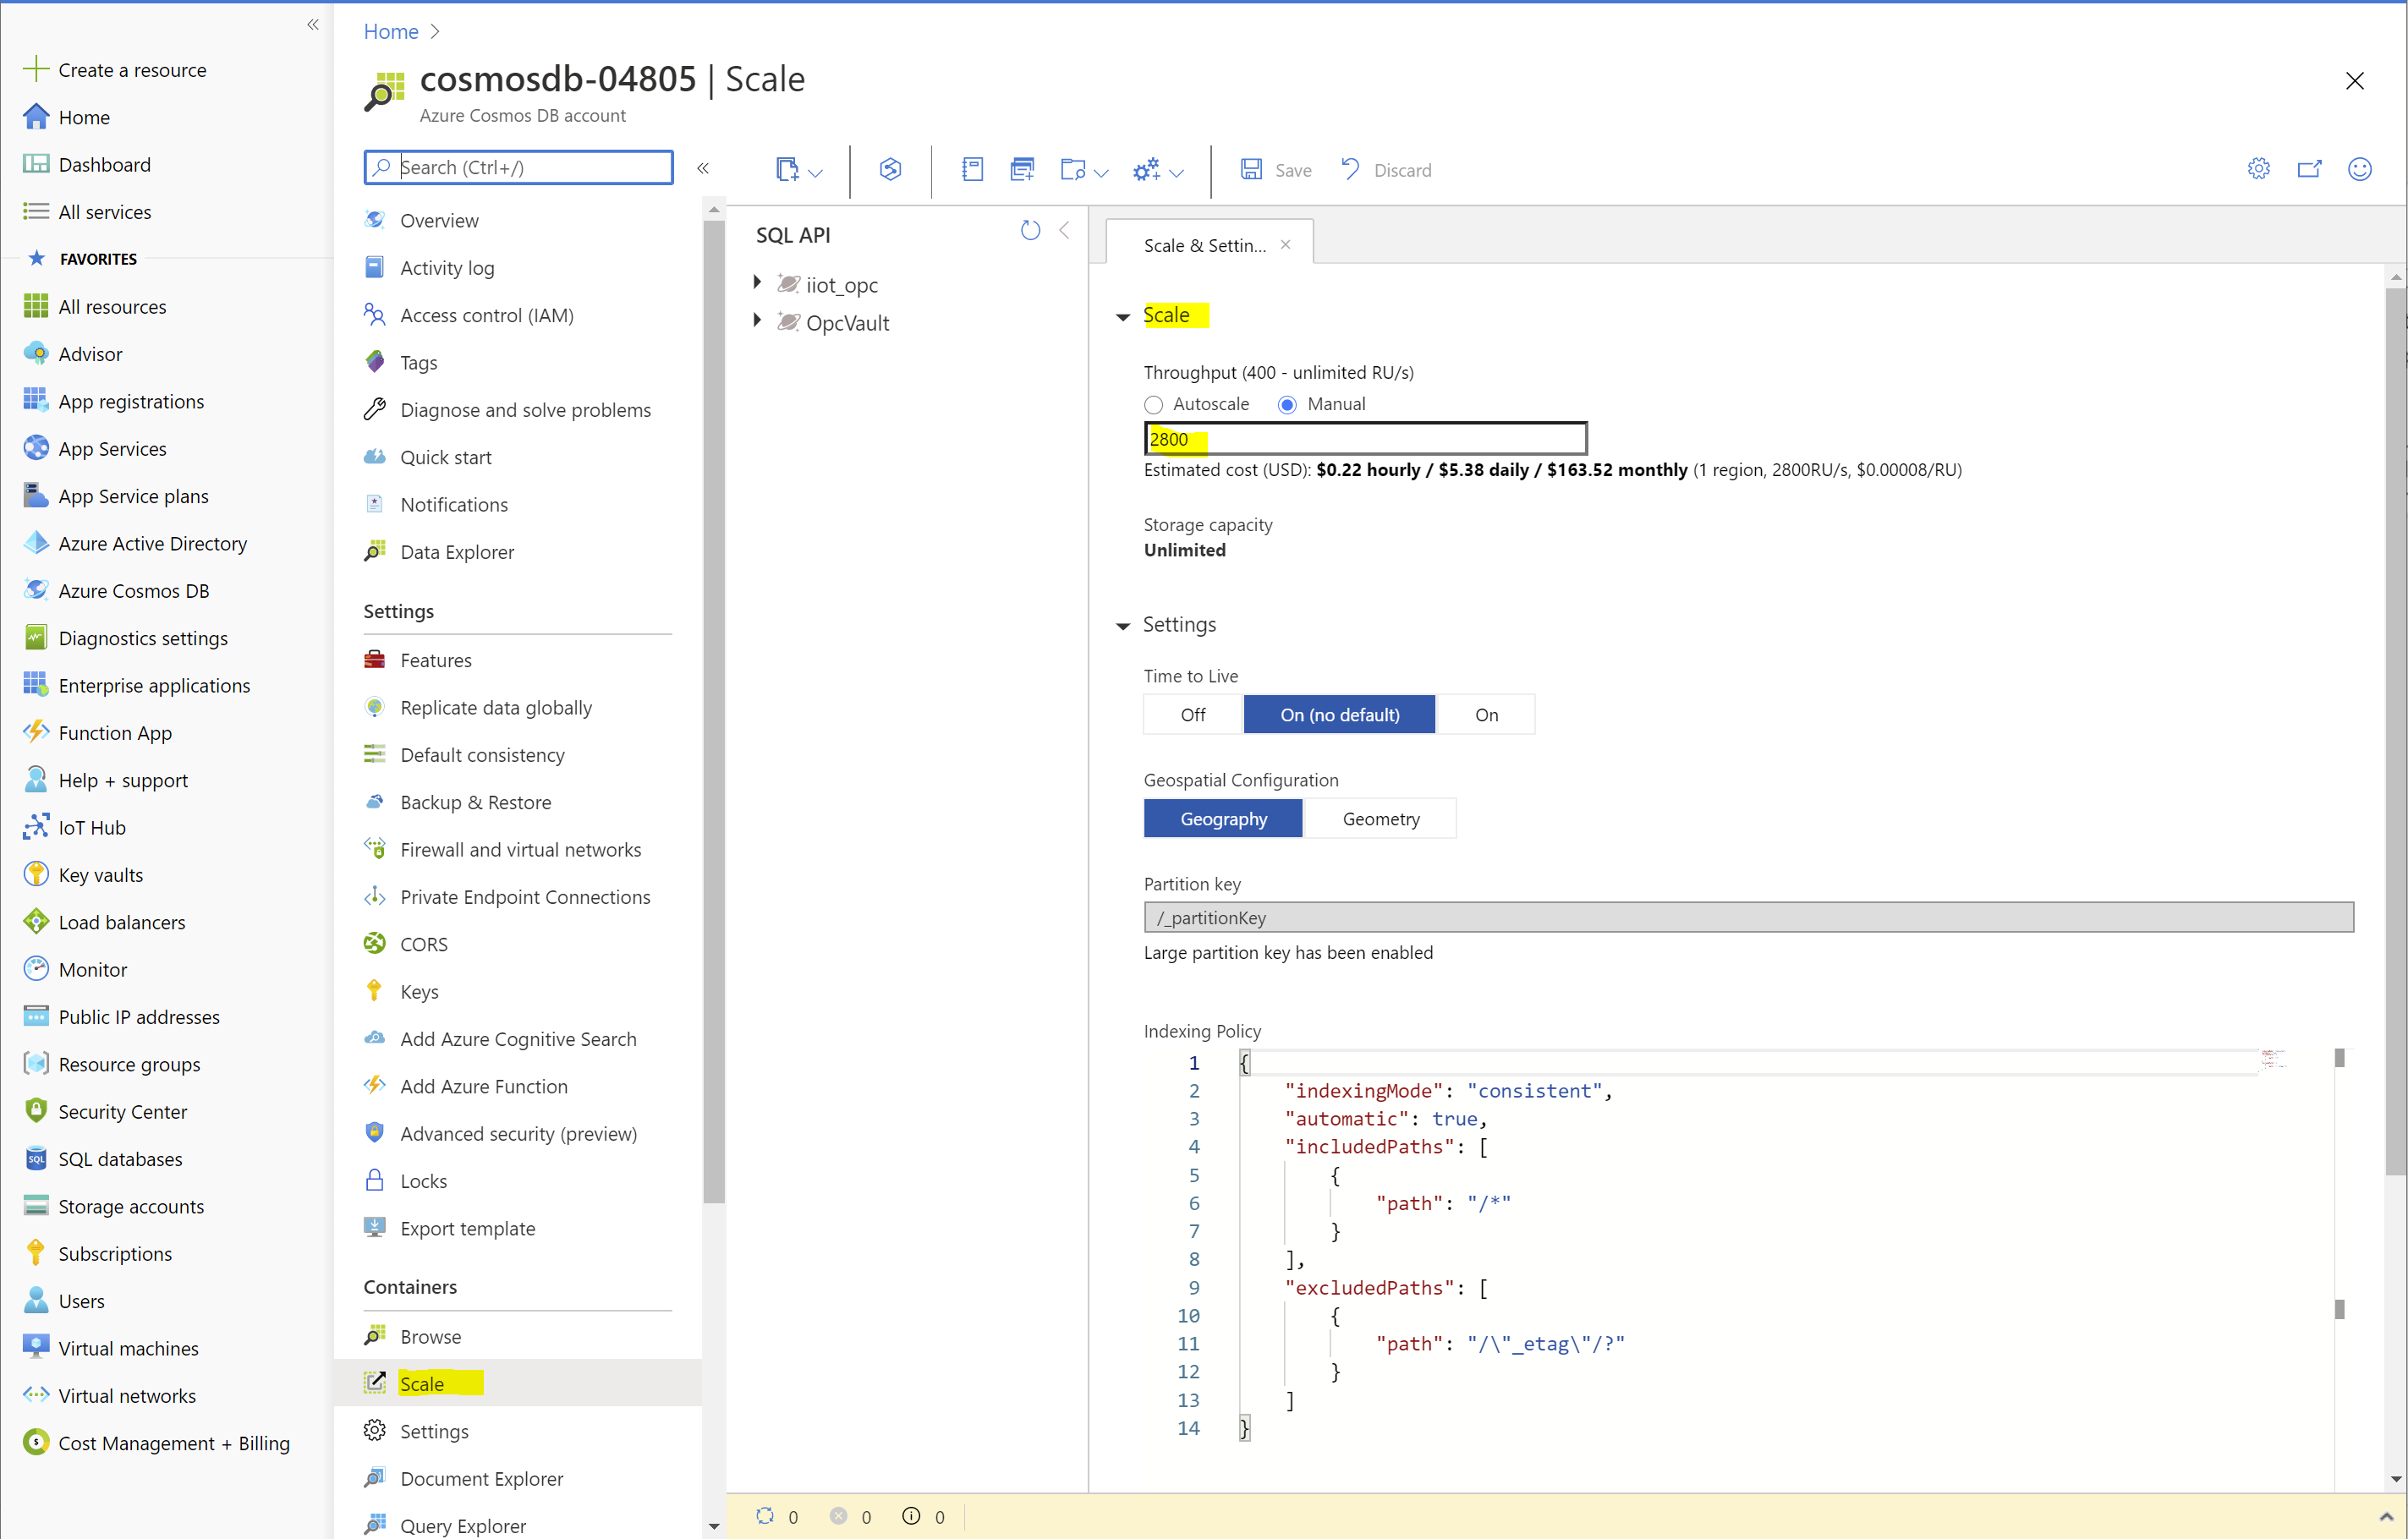 Create a resource
Home
Dashboard
All services
FAVORITES
All resources
Advisor
App registrations
App Services
App Service plans
Azure Active Directory
Azure Cosmos DB
Diagnostics settings
Enterprise applications
Function App
Help + support
IoT Hub
Key vaults
Load balancers
Monitor
Public IP addresses
Resource groups
Security Center
SQL databases
Storage accounts
Subscriptions
Users
Virtual machines
Virtual networks
Cost Management + Billing
Home >
cosmosdb-04805 | Scale
Azure Cosmos DB account
Search (Ctrl+/)
Overview
Activity log
Access control (IAM)
Tags
Diagnose and solve problems
Quick start
Notifications
Data Explorer
Settings
Features
Replicate data globally
Default consistency
Backup & Restore
Firewall and virtual networks
Private Endpoint Connections
CORS
Keys
Add Azure Cognitive Search
Add Azure Function
Advanced security (preview)
Locks
Export template
Containers
Browse
Scale
Settings
Document Explorer
Query Explorer
Save
Discard
SQL API
iiot_opc
OpcVault
Scale & Settin...
Scale
Throughput (400 - unlimited RU/s)
Autoscale Manual
2800
Estimated cost (USD): $0.22 hourly / $5.38 daily / $163.52 monthly (1 region, 2800RU/s, $0.00008/RU)
Storage capacity
Unlimited
Settings
Time to Live
Off On (no default) On
Geospatial Configuration
Geography Geometry
Partition key
/_partitionKey
Large partition key has been enabled
Indexing Policy
1 {
2 "indexingMode": "consistent",
3 "automatic": true,
4 "includedPaths": [
5 {
6 "path": "/*"
7 }
8 ],
9 "excludedPaths": [
10 {
11 "path": "/\"_etag\"/?"
12 }
13 ]
14 }
0 0 0